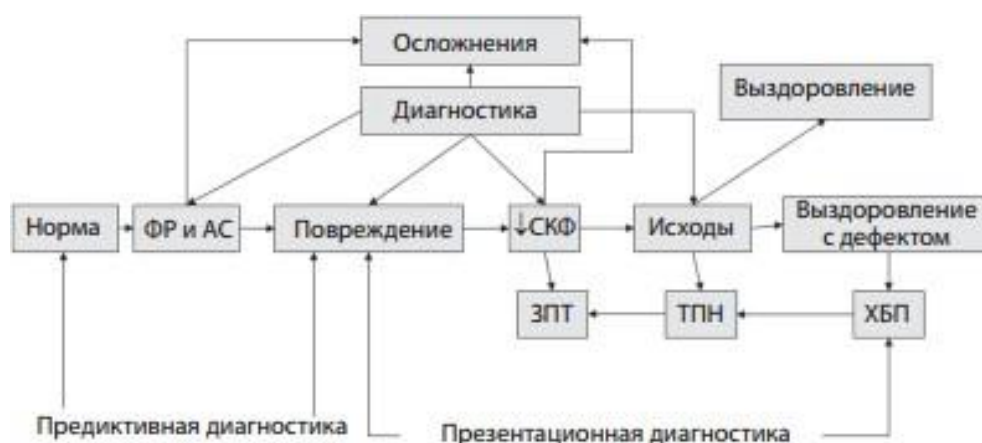 Осложнения
Диагностика
Выздоровление
Норма
ФР и АС
Повреждение
↓СКФ
Исходы
Выздоровление
с дефектом
ЗПТ
ТПН
ХБП
Предиктивная диагностика
Презентационная диагностика